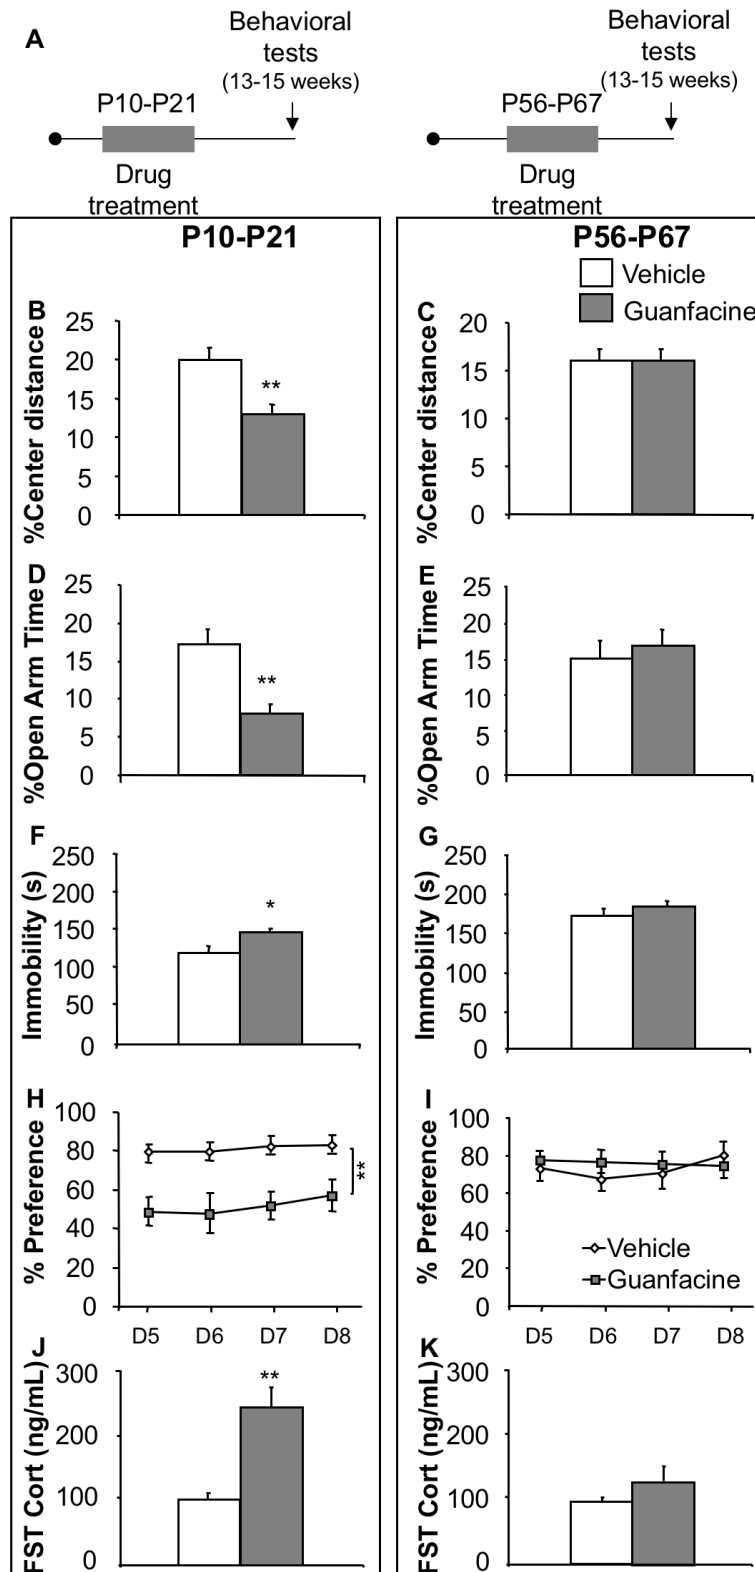 A
Behavioral
tests
(13-15 weeks)
P10-P21
Drug
treatment
Behavioral
tests
(13-15 weeks)
P56-P67
Drug
treatment
P10-P21
P56-P67
Vehicle
Guanfacine
B
%Center distance
25
20
15
10
5
0
**
C
%Center distance
20
15
10
5
0
D
%Open Arm Time
25
20
15
10
5
0
**
E
%Open Arm Time
25
20
15
10
5
0
F
Immobility (s)
250
200
150
100
50
0
*
G
Immobility (s)
250
200
150
100
50
0
H
% Preference
100
80
60
40
20
0
**
D5 D6 D7 D8
I
% Preference
100
80
60
40
20
0
Vehicle
Guanfacine
D5 D6 D7 D8
J
FST Cort (ng/mL)
300
200
100
0
**
K
FST Cort (ng/mL)
300
200
100
0